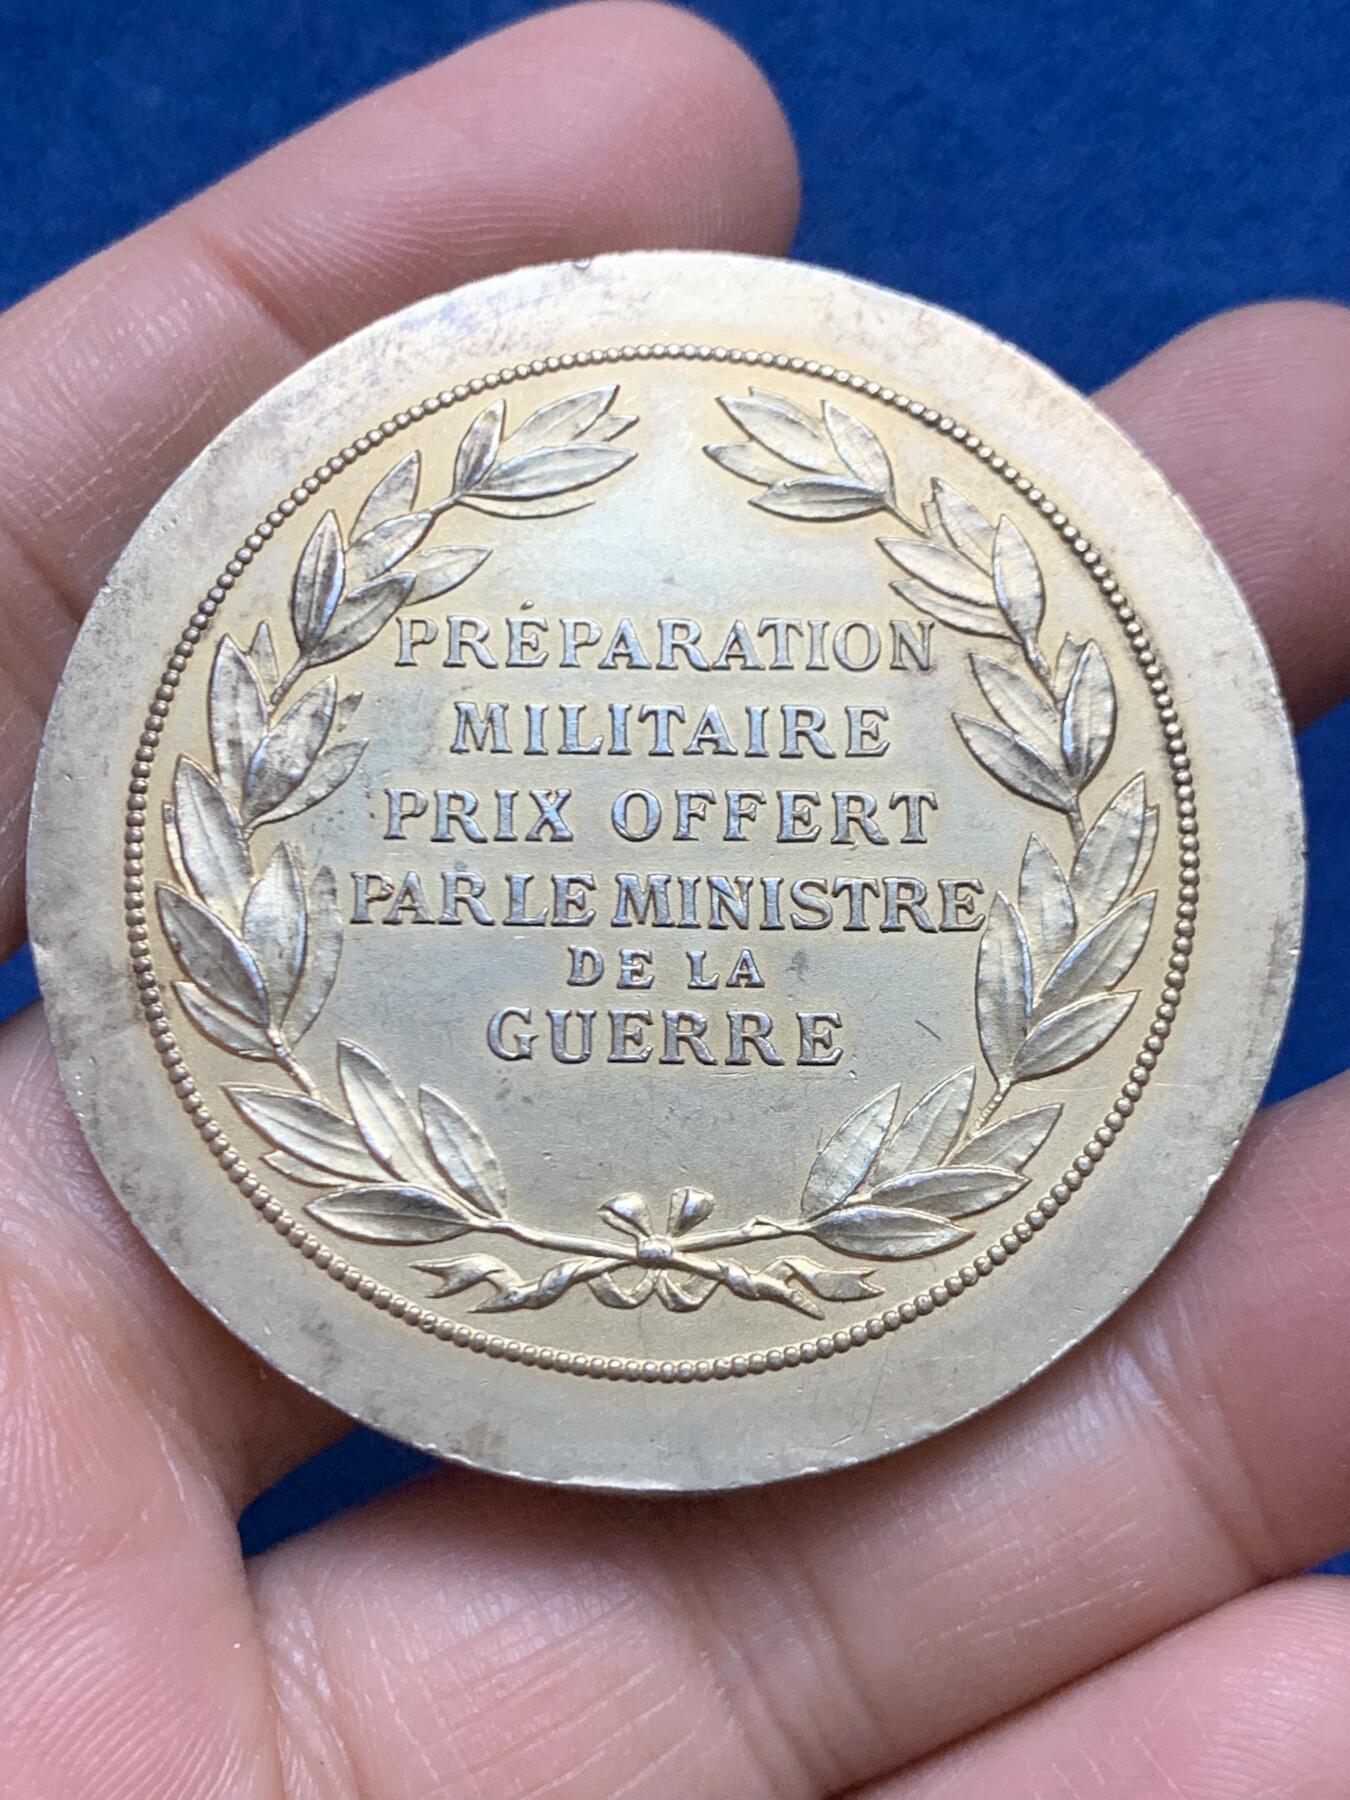 PRÉPARATION
MILITAIRE
PRIX OFFERT
PAR LE MINISTRE
DE LA
GUERRE